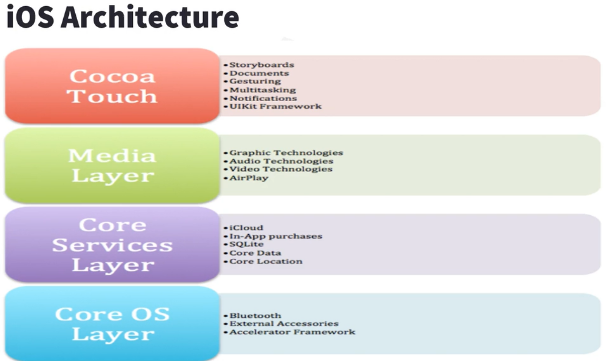 iOS Architecture
Cocoa
Touch
•Storyboards
•Documents
•Gesturing
•Multitasking
•Notifications
•UIKit Framework
Media
Layer
•Graphic Technologies
•Audio Technologies
•Video Technologies
•AirPlay
Core
Services
Layer
•iCloud
•In-App purchases
•SQLite
•Core Data
•Core Location
Core OS
Layer
•Bluetooth
•External Accessories
•Accelerator Framework